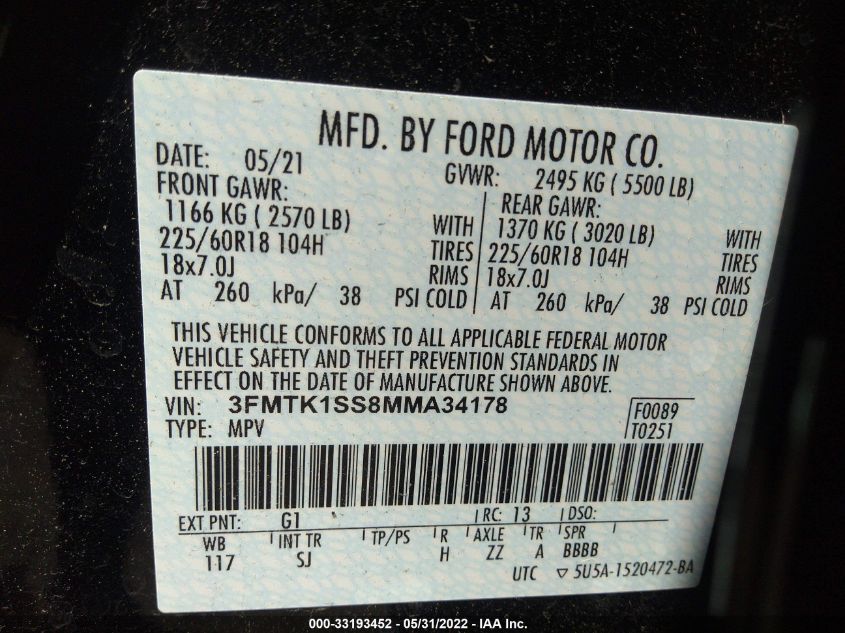 MFD. BY FORD MOTOR CO.
DATE: 05/21 GVWR: 2495 KG ( 5500 LB)
FRONT GAWR: REAR GAWR:
1166 KG ( 2570 LB) WITH 1370 KG ( 3020 LB) WITH
225/60R18 104H TIRES 225/60R18 104H TIRES
18x7.0J RIMS 18x7.0J RIMS
AT 260 kPa/ 38 PSI COLD AT 260 kPa/ 38 PSI COLD
THIS VEHICLE CONFORMS TO ALL APPLICABLE FEDERAL MOTOR
VEHICLE SAFETY AND THEFT PREVENTION STANDARDS IN
EFFECT ON THE DATE OF MANUFACTURE SHOWN ABOVE.
VIN: 3FMTK1SS8MMA34178 F0089
TYPE: MPV T0251
EXT PNT: G1 RC: 13 DSO:
WB INT TR TP/PS R AXLE TR SPR
117 SJ H ZZ A BBBB
UTC ▽ 5U5A-1520472-BA
000-33193452 - 05/31/2022 - IAA Inc.